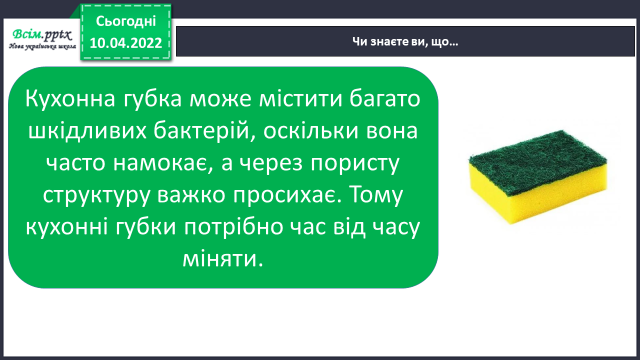 Всім.pptx
Нова українська школа
Сьогодні
10.04.2022
Чи знаєте ви, що…
Кухонна губка може містити багато
шкідливих бактерій, оскільки вона
часто намокає, а через пористу
структуру важко просихає. Тому
кухонні губки потрібно час від часу
міняти.